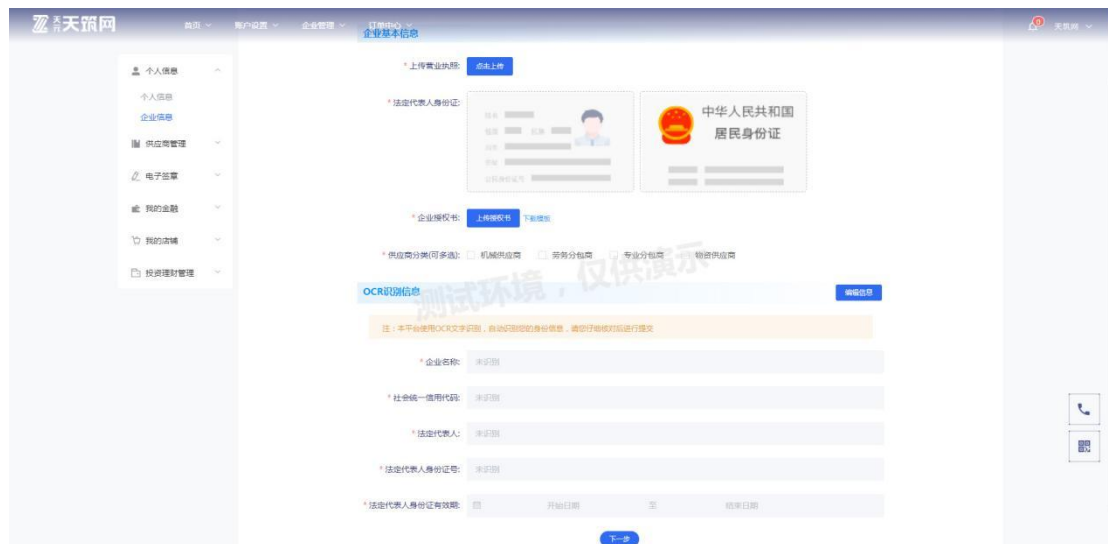 天筑网 首页 账户设置 企业管理 订单中心 0 天筑网
企业基本信息
个人信息
个人信息
企业信息
供应商管理
电子签章
我的金融
我的店铺
投资理财管理
* 上传营业执照: 点击上传
* 法定代表人身份证:
中华人民共和国
居民身份证
* 企业授权书: 上传授权书 下载模板
* 供应商分类(可多选): 机械供应商 劳务分包商 专业分包商 物资供应商
测试环境,仅供演示
OCR识别信息 编辑信息
注:本平台使用OCR文字识别,自动识别您的身份信息,请您仔细核对后进行提交
* 企业名称: 未识别
* 社会统一信用代码: 未识别
* 法定代表人: 未识别
* 法定代表人身份证号: 未识别
* 法定代表人身份证有效期: 开始日期 至 结束日期
下一步